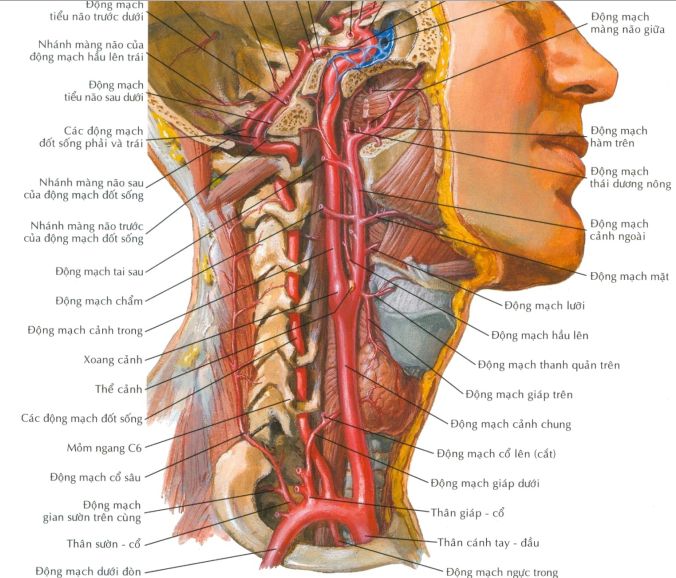 Động mạch
tiểu não trước dưới
Nhánh màng não của
động mạch hầu lên trái
Động mạch
tiểu não sau dưới
Các động mạch
đốt sống phải và trái
Nhánh màng não sau
của động mạch đốt sống
Nhánh màng não trước
của động mạch đốt sống
Động mạch tai sau
Động mạch chẩm
Động mạch cảnh trong
Xoang cảnh
Thể cảnh
Các động mạch đốt sống
Mỏm ngang C6
Động mạch cổ sâu
Động mạch
gian sườn trên cùng
Thân sườn - cổ
Động mạch dưới đòn
Động mạch
màng não giữa
Động mạch
hàm trên
Động mạch
thái dương nông
Động mạch
cảnh ngoài
Động mạch mặt
Động mạch lưỡi
Động mạch hầu lên
Động mạch thanh quản trên
Động mạch giáp trên
Động mạch cảnh chung
Động mạch cổ lên (cắt)
Động mạch giáp dưới
Thân giáp - cổ
Thân cánh tay - đầu
Động mạch ngực trong